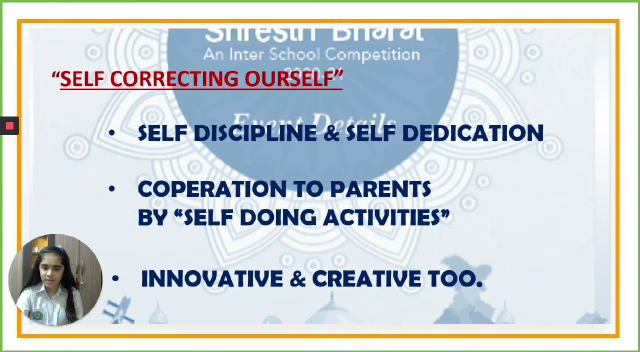 Shresth Bharat
An Inter School Competition
“SELF CORRECTING OURSELF”
Event Details
• SELF DISCIPLINE & SELF DEDICATION
• COPERATION TO PARENTS
BY “SELF DOING ACTIVITIES”
• INNOVATIVE & CREATIVE TOO.